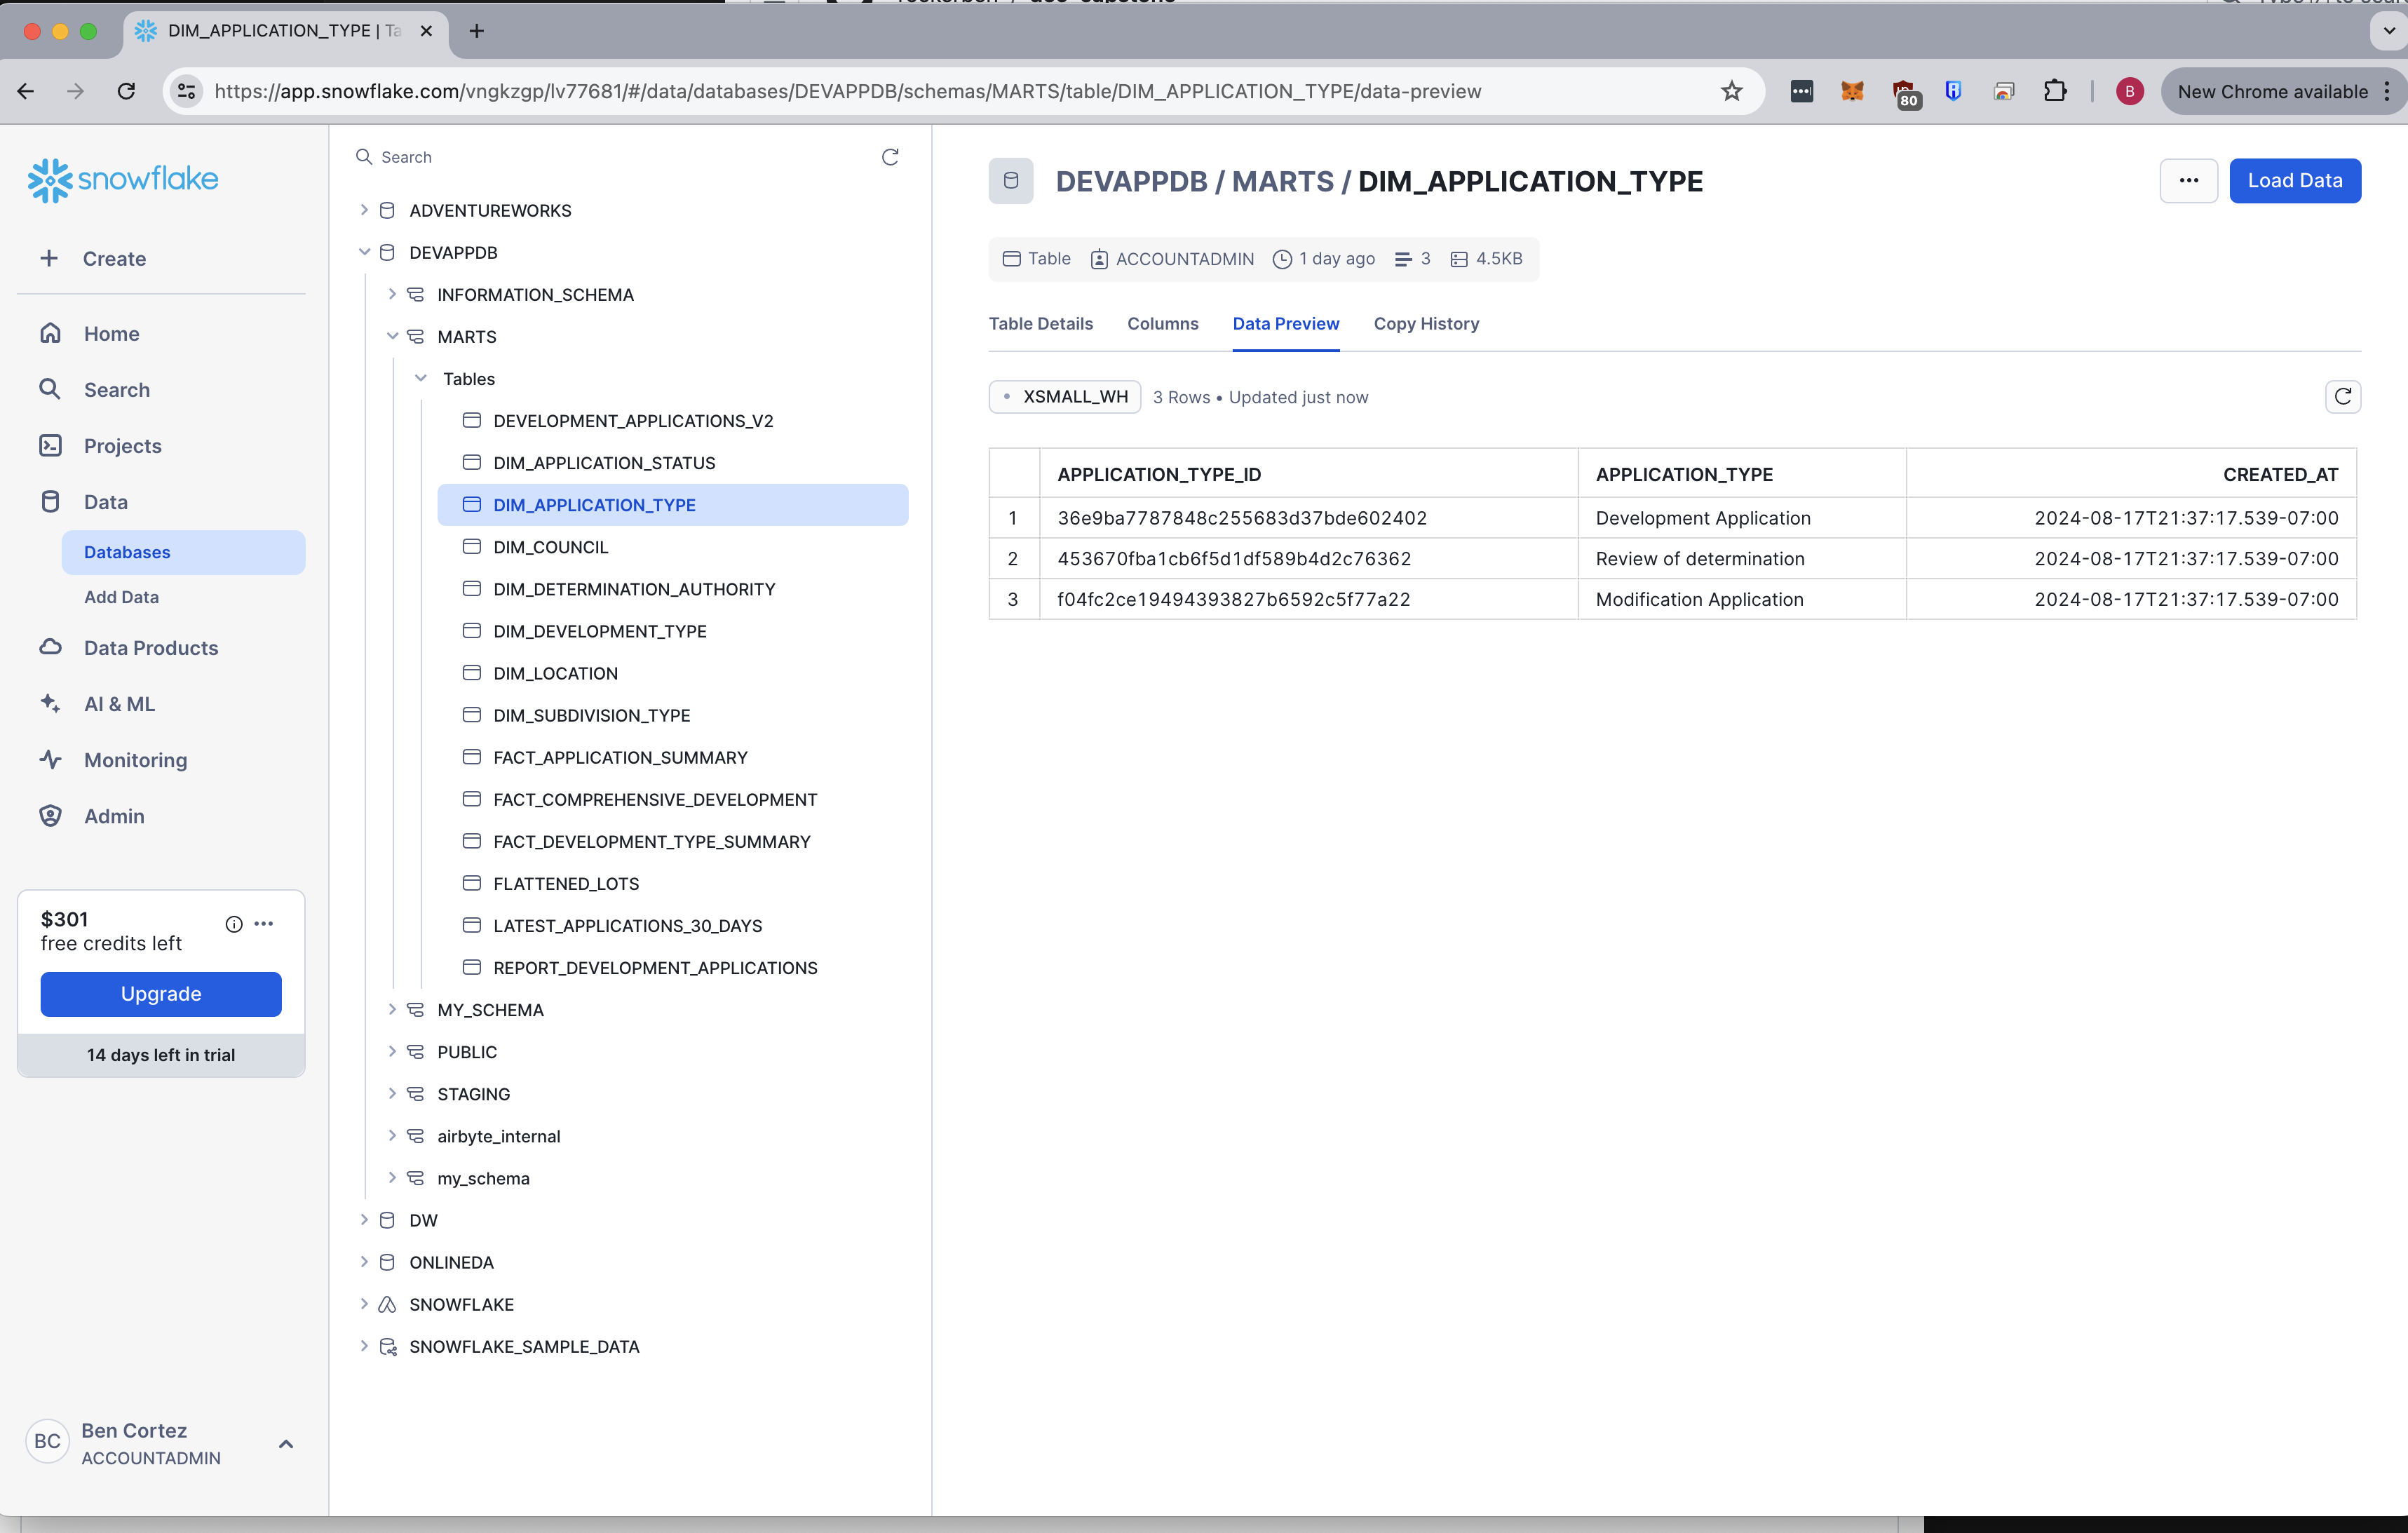 DIM_APPLICATION_TYPE | Ta
https://app.snowflake.com/vngkzgp/lv77681/#/data/databases/DEVAPPDB/schemas/MARTS/table/DIM_APPLICATION_TYPE/data-preview
80
B
New Chrome available
snowflake
Create
Home
Search
Projects
Data
Databases
Add Data
Data Products
AI & ML
Monitoring
Admin
$301
free credits left
Upgrade
14 days left in trial
BC
Ben Cortez
ACCOUNTADMIN
Search
ADVENTUREWORKS
DEVAPPDB
INFORMATION_SCHEMA
MARTS
Tables
DEVELOPMENT_APPLICATIONS_V2
DIM_APPLICATION_STATUS
DIM_APPLICATION_TYPE
DIM_COUNCIL
DIM_DETERMINATION_AUTHORITY
DIM_DEVELOPMENT_TYPE
DIM_LOCATION
DIM_SUBDIVISION_TYPE
FACT_APPLICATION_SUMMARY
FACT_COMPREHENSIVE_DEVELOPMENT
FACT_DEVELOPMENT_TYPE_SUMMARY
FLATTENED_LOTS
LATEST_APPLICATIONS_30_DAYS
REPORT_DEVELOPMENT_APPLICATIONS
MY_SCHEMA
PUBLIC
STAGING
airbyte_internal
my_schema
DW
ONLINEDA
SNOWFLAKE
SNOWFLAKE_SAMPLE_DATA
DEVAPPDB / MARTS / DIM_APPLICATION_TYPE
Load Data
Table ACCOUNTADMIN 1 day ago 3 4.5KB
Table Details Columns Data Preview Copy History
XSMALL_WH 3 Rows • Updated just now
APPLICATION_TYPE_ID APPLICATION_TYPE CREATED_AT
1 36e9ba7787848c255683d37bde602402 Development Application 2024-08-17T21:37:17.539-07:00
2 453670fba1cb6f5d1df589b4d2c76362 Review of determination 2024-08-17T21:37:17.539-07:00
3 f04fc2ce19494393827b6592c5f77a22 Modification Application 2024-08-17T21:37:17.539-07:00